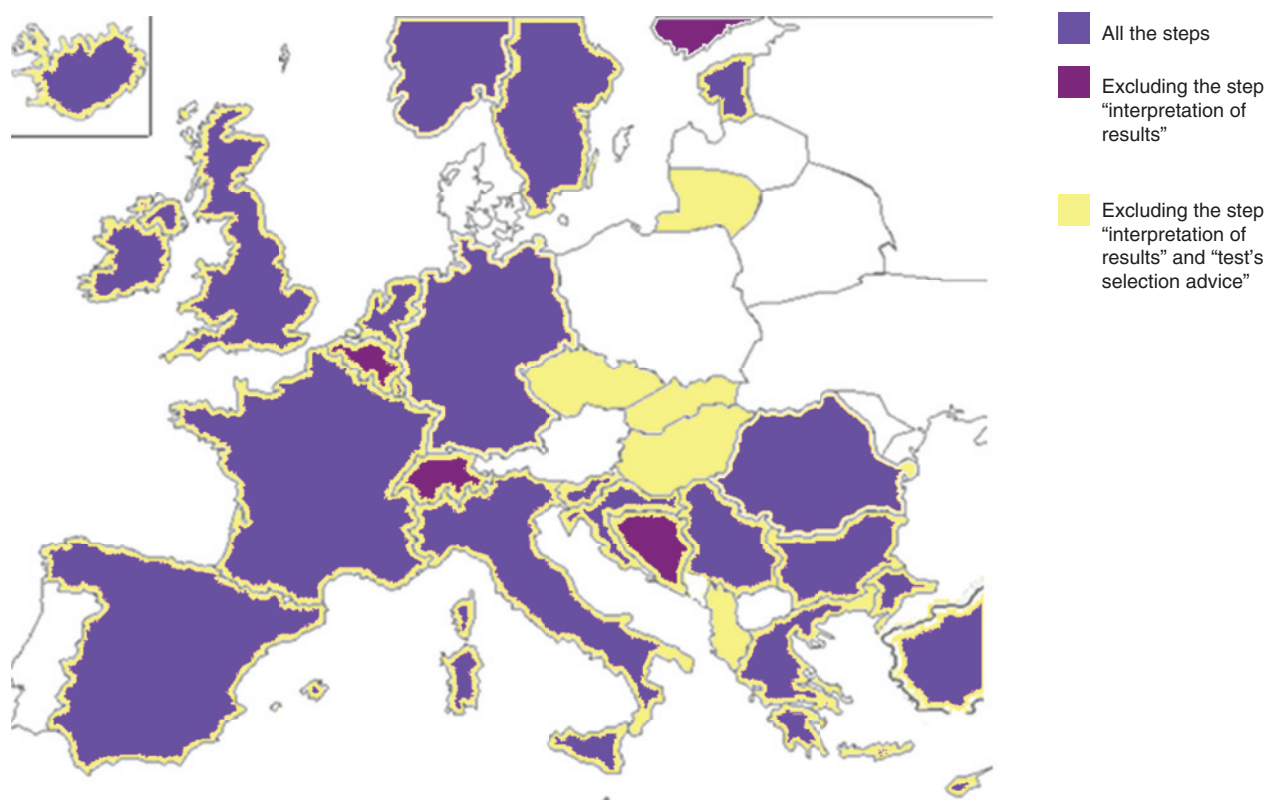 All the steps
Excluding the step
“interpretation of
results”
Excluding the step
“interpretation of
results” and “test’s
selection advice”